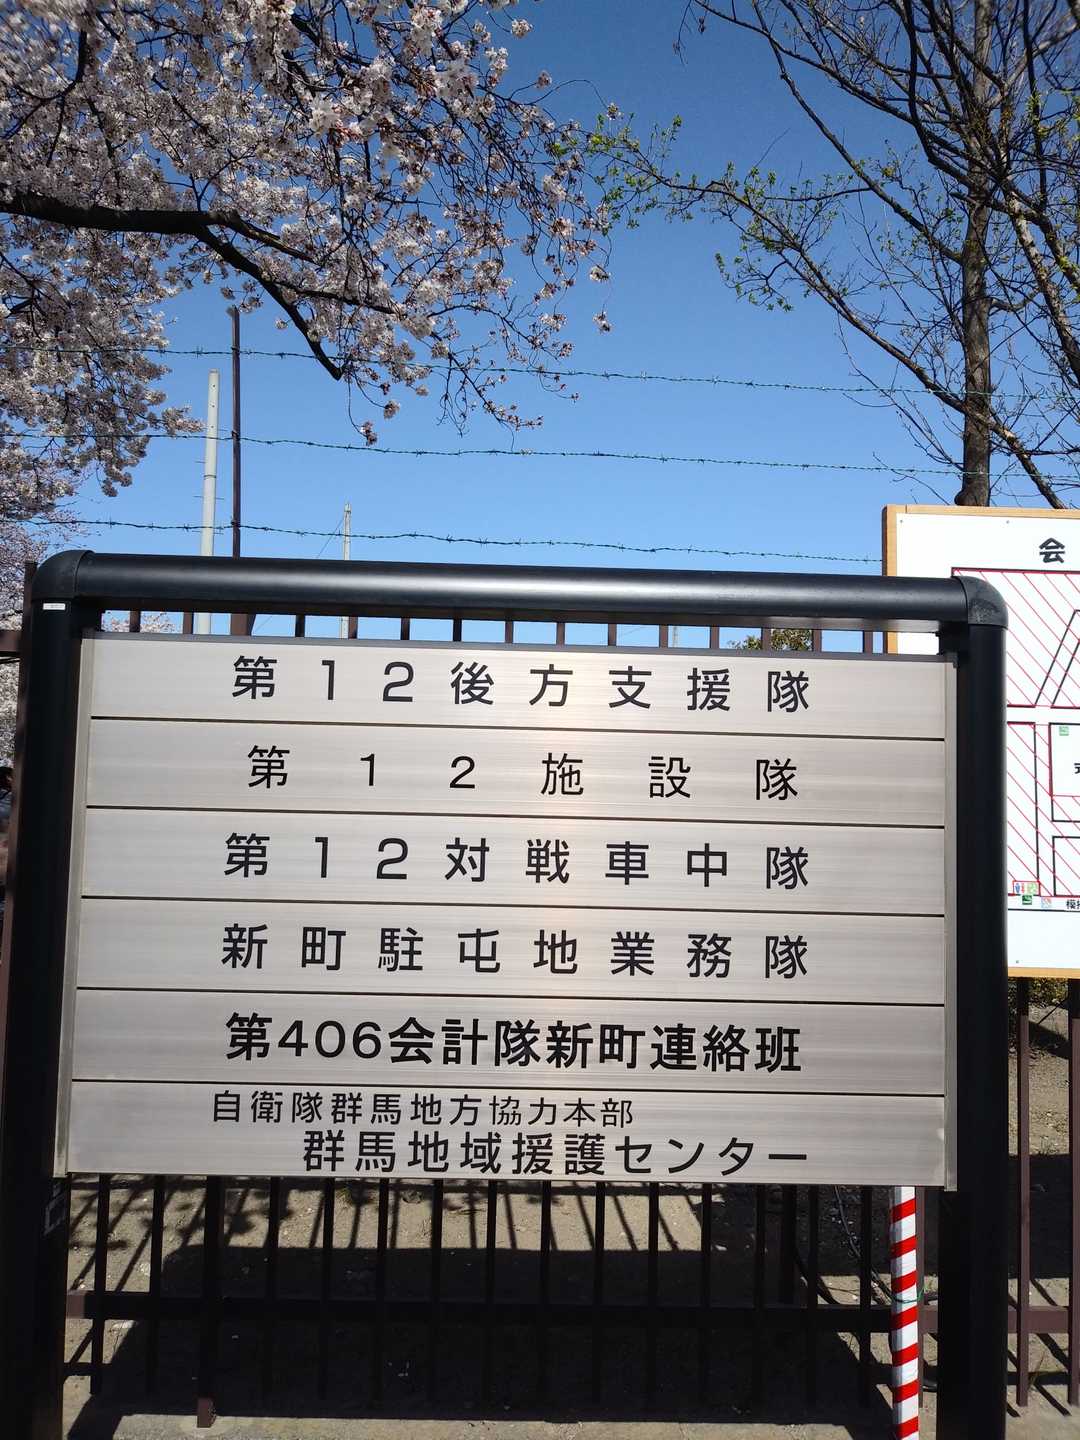 第12後方支援隊
第12施設隊
第12対戦車中隊
新町駐屯地業務隊
第406会計隊新町連絡班
自衛隊群馬地方協力本部
群馬地域援護センター
会